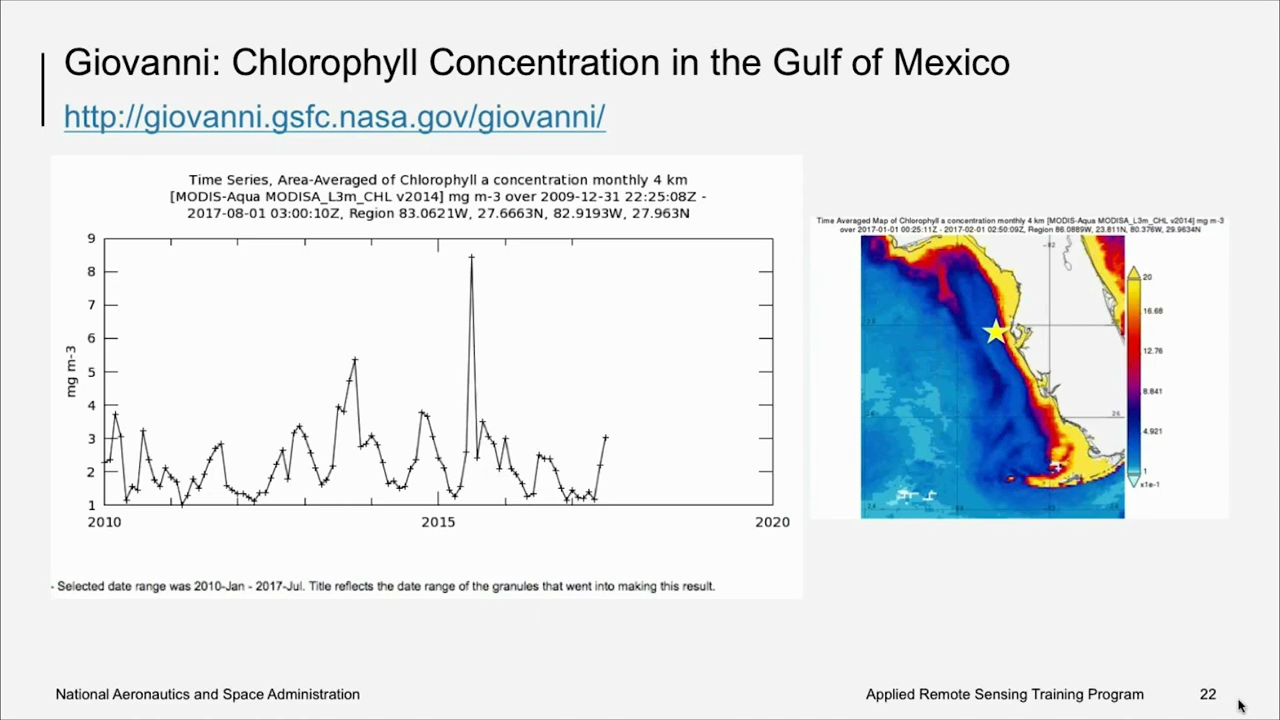 Giovanni: Chlorophyll Concentration in the Gulf of Mexico
http://giovanni.gsfc.nasa.gov/giovanni/
Time Series, Area-Averaged of Chlorophyll a concentration monthly 4 km
[MODIS-Aqua MODISA_L3m_CHL v2014] mg m-3 over 2009-12-31 22:25:08Z -
2017-08-01 03:00:10Z, Region 83.0621W, 27.6663N, 82.9193W, 27.963N
9
8
7
6
5
4
3
2
1
mg m-3
2010
2015
2020
- Selected date range was 2010-Jan - 2017-Jul. Title reflects the date range of the granules that went into making this result.
Time Averaged Map of Chlorophyll a concentration monthly 4 km [MODIS-Aqua MODISA_L3m_CHL v2014] mg m-3
over 2017-01-01 00:25:11Z - 2017-02-01 02:50:09Z, Region 86.0889W, 23.811N, 80.376W, 29.9634N
-82
26
20
16.68
12.76
8.841
4.921
1
x1e-1
National Aeronautics and Space Administration
Applied Remote Sensing Training Program
22